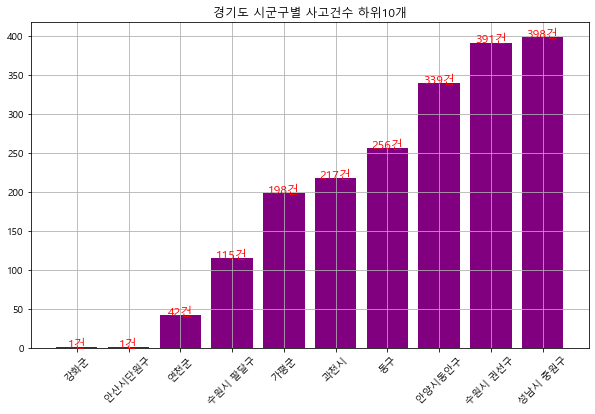 경기도 시군구별 사고건수 하위10개
400
350
300
250
200
150
100
50
0
1건
1건
42건
115건
198건
217건
256건
339건
391건
398건
강화군
안산시단원구
연천군
수원시 팔달구
가평군
과천시
동구
안양시동안구
수원시 권선구
성남시 중원구